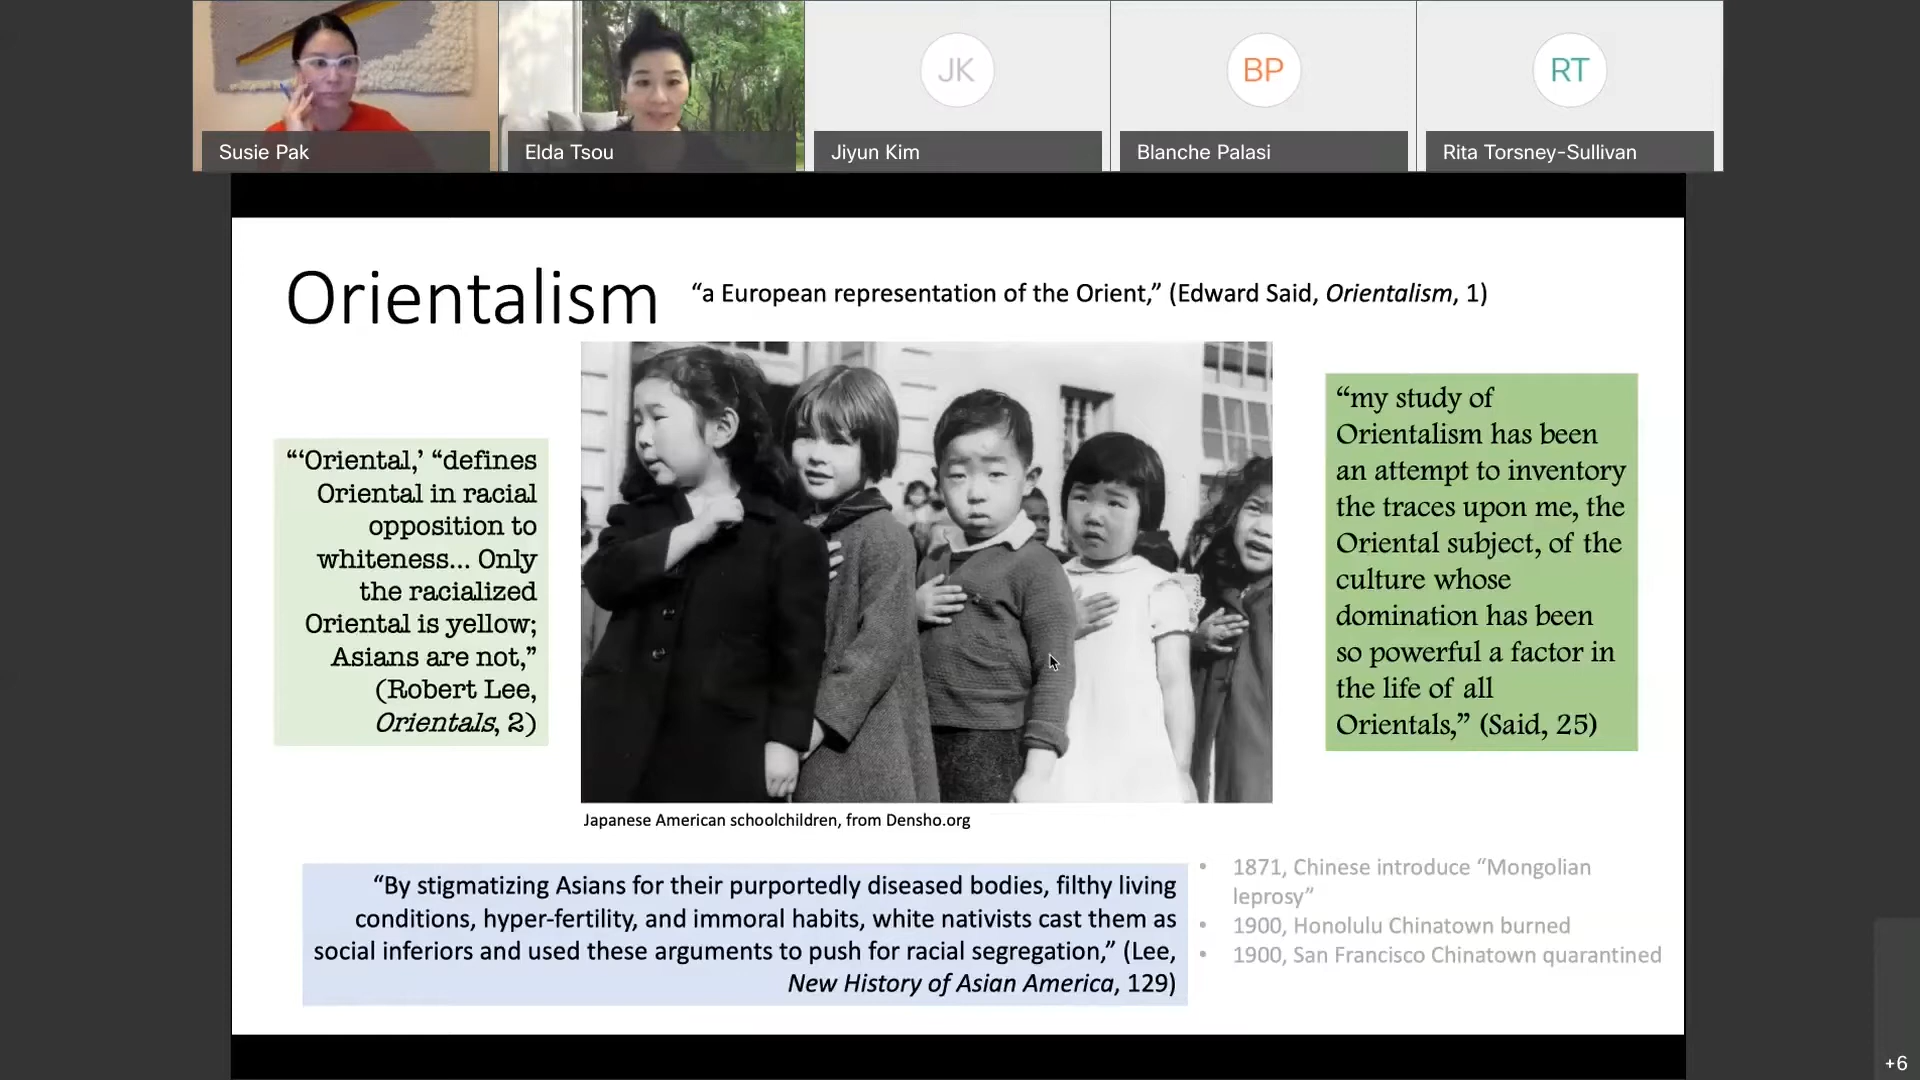 JK
BP
RT
Susie Pak
Elda Tsou
Jiyun Kim
Blanche Palasi
Rita Torsney-Sullivan
Orientalism
“a European representation of the Orient,” (Edward Said, Orientalism, 1)
“‘Oriental,’ “defines
Oriental in racial
opposition to
whiteness... Only
the racialized
Oriental is yellow;
Asians are not,”
(Robert Lee,
Orientals, 2)
“my study of
Orientalism has been
an attempt to inventory
the traces upon me, the
Oriental subject, of the
culture whose
domination has been
so powerful a factor in
the life of all
Orientals,” (Said, 25)
Japanese American schoolchildren, from Densho.org
“By stigmatizing Asians for their purportedly diseased bodies, filthy living
conditions, hyper-fertility, and immoral habits, white nativists cast them as
social inferiors and used these arguments to push for racial segregation,” (Lee,
New History of Asian America, 129)
• 1871, Chinese introduce “Mongolian
leprosy”
• 1900, Honolulu Chinatown burned
• 1900, San Francisco Chinatown quarantined
+6